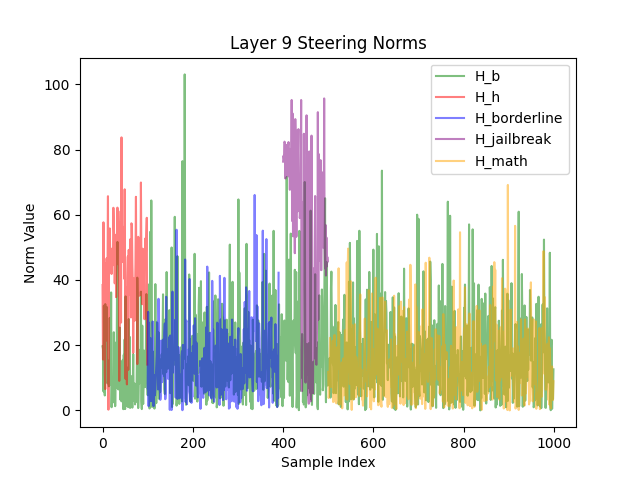 Layer 9 Steering Norms
H_b
H_h
H_borderline
H_jailbreak
H_math
Norm Value
100
80
60
40
20
0
0 200 400 600 800 1000
Sample Index